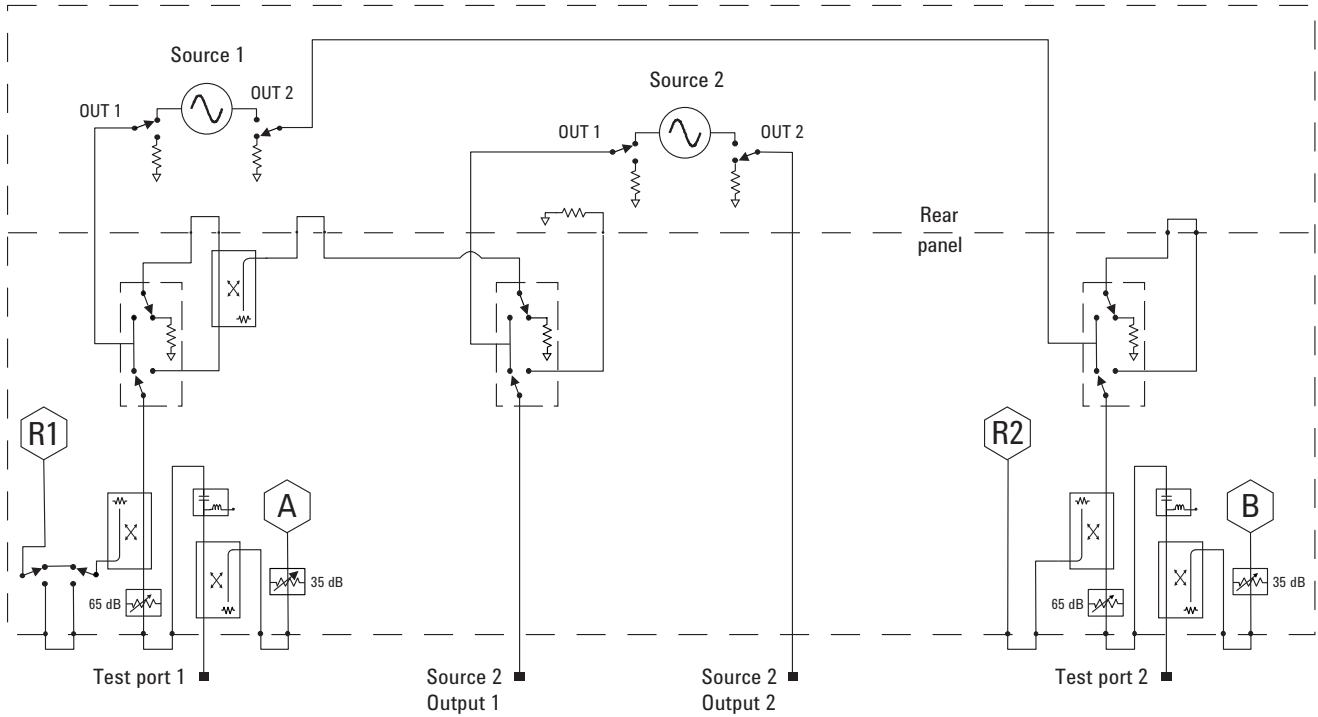 Source 1
OUT 1
OUT 2
Source 2
OUT 1
OUT 2
Rear
panel
R1
A
R2
B
65 dB
35 dB
65 dB
35 dB
Test port 1
Source 2
Output 1
Source 2
Output 2
Test port 2